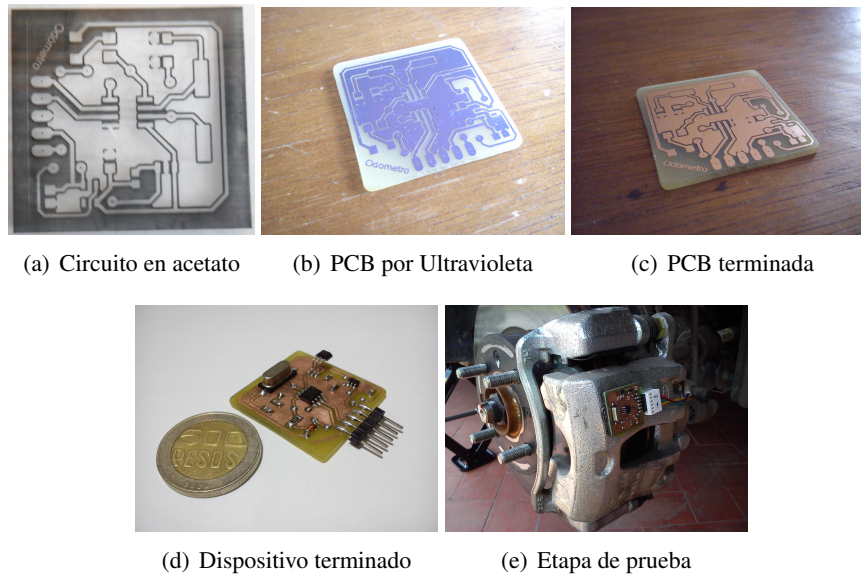 Odometro
Odometro
Odometro
(a) Circuito en acetato
(b) PCB por Ultravioleta
(c) PCB terminada
500
PESOS
(d) Dispositivo terminado
(e) Etapa de prueba